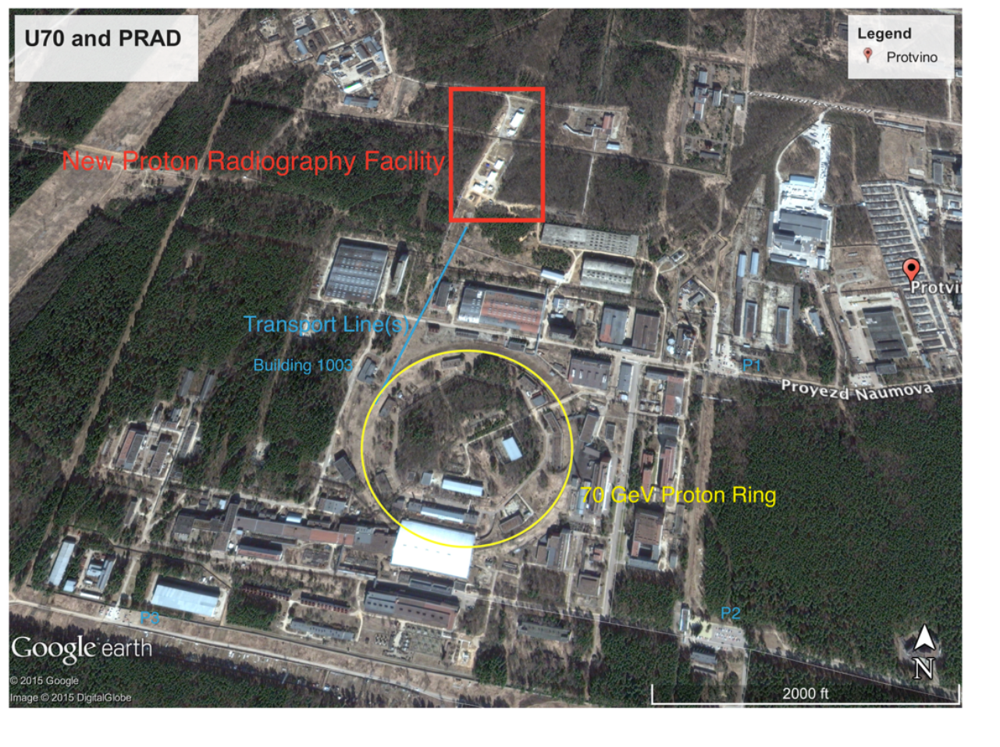 U70 and PRAD
Legend
Protvino
New Proton Radiography Facility
Protvi
Transport Line(s)
Building 1003
P1
Proyezd Naumova
70 GeV Proton Ring
P3
P2
Google earth
N
© 2015 Google
Image © 2015 DigitalGlobe
2000 ft